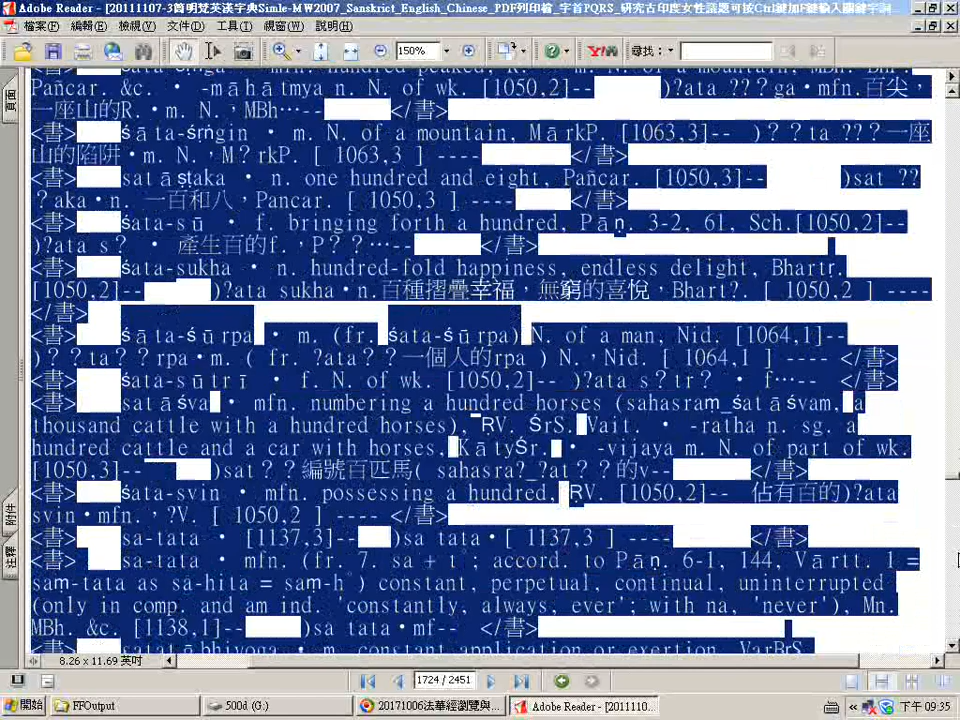 Adobe Reader - [20111107-3簡明梵英漢字典Simle-MW2007_Sanskrict_English_Chinese_PDF列印檔_字首PQRS_研究古印度女性議題可按Ctrl鍵加F鍵輸入關鍵字詞
檔案(F) 編輯(E) 檢視(V) 文件(D) 工具(T) 視窗(W) 說明(H)
150% 尋找:
頁面
Pañcar. &c. • -māhātmya n. N. of wk. [1050,2]-- )?ata ???ga•mfn.百尖,
一座山的R.•m. N.,MBh…-- </書>
<書> śāta-śṛṅgin • m. N. of a mountain, MārkP. [1063,3]-- )??ta ???一座
山的陷阱•m. N.,M?rkP. [ 1063,3 ] ---- </書>
<書> śatāṣṭaka • n. one hundred and eight, Pañcar. [1050,3]-- )sat ??
?aka•n. 一百和八,Pancar. [ 1050,3 ] ---- </書>
<書> śata-sū • f. bringing forth a hundred, Pāṇ. 3-2, 61, Sch.[1050,2]--
)?ata s? • 產生百的f.,P??…-- </書>
<書> śata-sukha • n. hundred-fold happiness, endless delight, Bhartṛ.
[1050,2]-- )?ata sukha•n.百種摺疊幸福,無窮的喜悅,Bhart?. [ 1050,2 ] ----
</書>
<書> śāta-śūrpa • m. (fr. śata-śūrpa) N. of a man, Nid. [1064,1]--
)??ta??rpa•m. ( fr. ?ata??一個人的rpa ) N.,Nid. [ 1064,1 ] ---- </書>
<書> śata-sūtrī • f. N. of wk. [1050,2]-- )?ata s?tr? • f…-- </書>
<書> śatāśva • mfn. numbering a hundred horses (sahasraṃ_śatāśvam, a
thousand cattle with a hundred horses), ṚV. ŚrS. Vait. • -ratha n. sg. a
hundred cattle and a car with horses, KātyŚr. • -vijaya m. N. of part of wk.
[1050,3]-- )sat??編號百匹馬( sahasra?_?at??的v-- </書>
<書> śata-svin • mfn. possessing a hundred, ṚV. [1050,2]-- 佔有百的)?ata
svin•mfn.,?V. [ 1050,2 ] ---- </書>
<書> sa-tata • [1137,3]-- )sa tata•[ 1137,3 ] ---- </書>
<書> sa-tata • mfn. (fr. 7. sa + t°; accord. to Pāṇ. 6-1, 144, Vārtt. 1 =
saṃ-tata as sa-hita = saṃ-h°) constant, perpetual, continual, uninterrupted
(only in comp. and am ind. 'constantly, always, ever'; with na, 'never'), Mn.
MBh. &c. [1138,1]-- )sa tata•mf-- </書>
附件
注釋
8.26 x 11.69 英吋
1724 / 2451
開始 FFOutput 500d (G:) 20171006法華經瀏覽與... Adobe Reader - [2011110... 下午 09:35